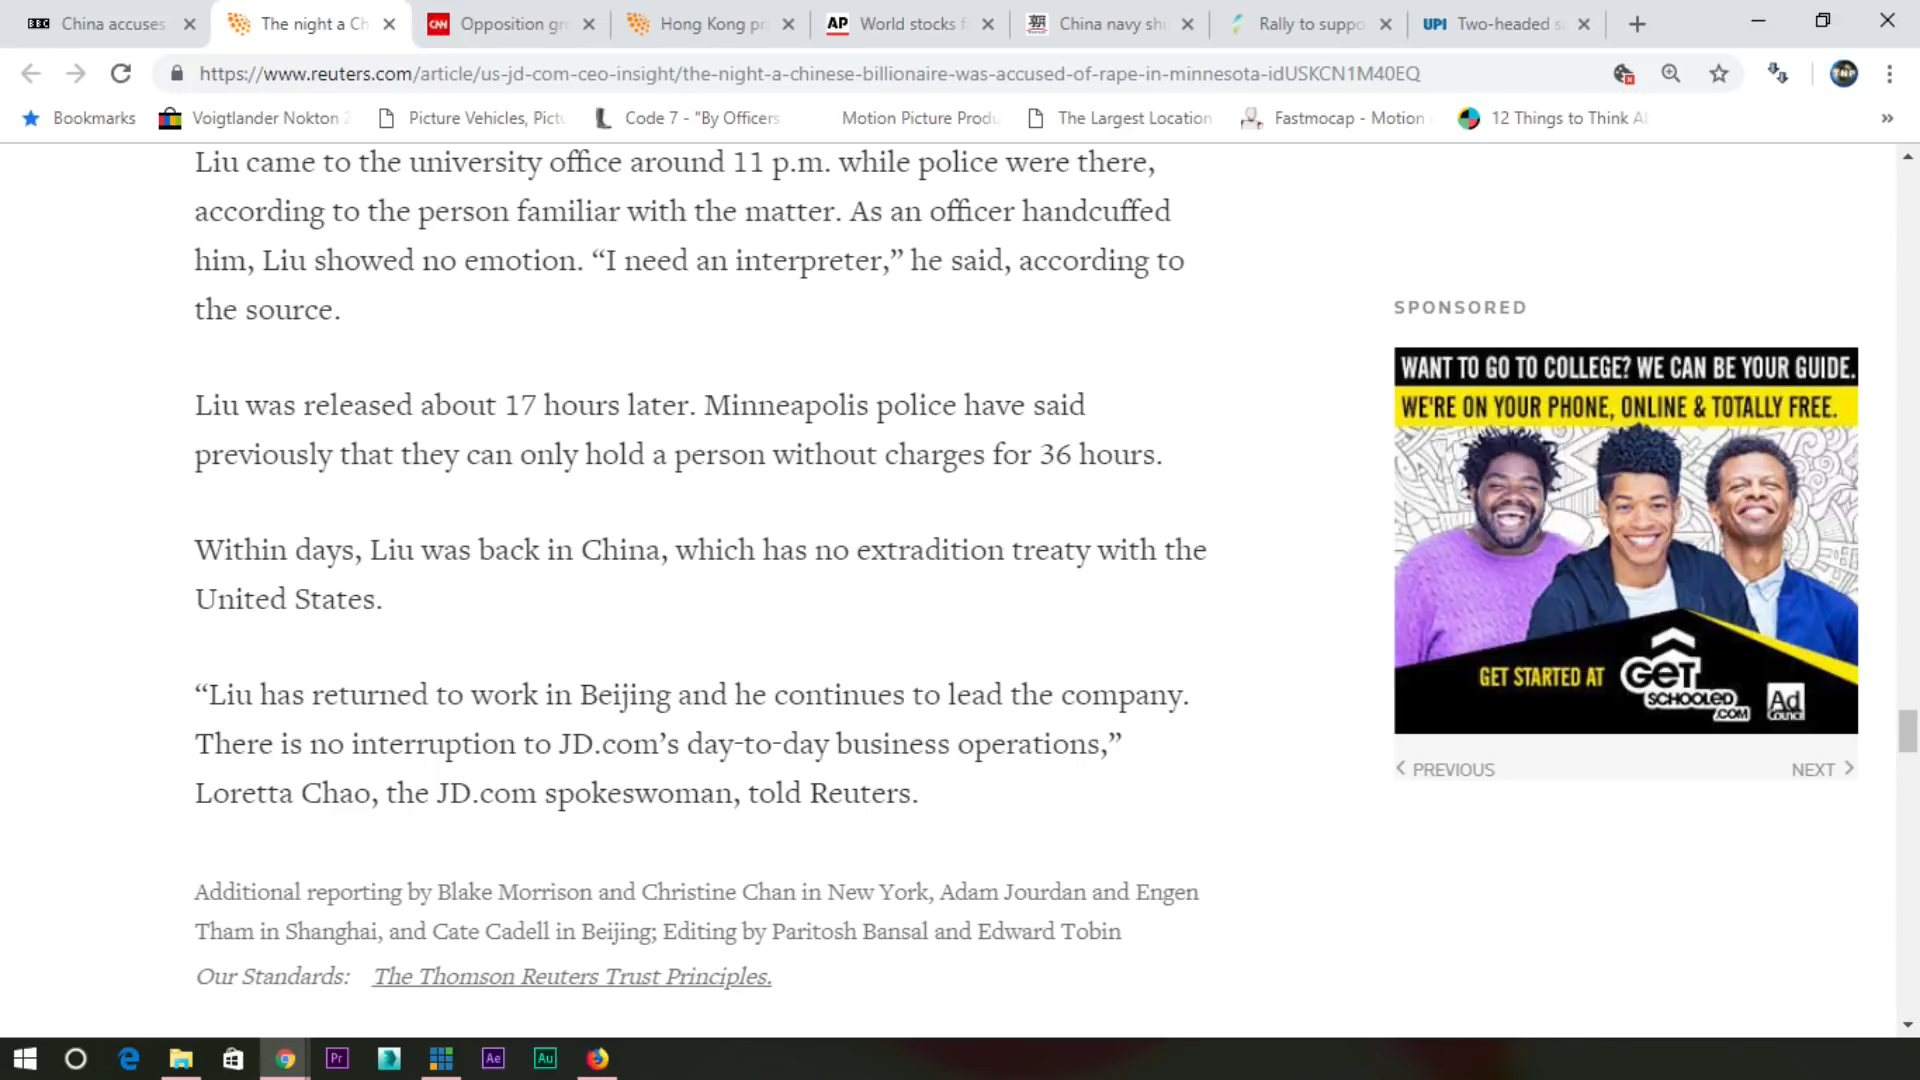 BBC China accuses
The night a Ch
CNN Opposition gr
Hong Kong pr
AP World stocks f
China navy shi
Rally to suppo
UPI Two-headed s
https://www.reuters.com/article/us-jd-com-ceo-insight/the-night-a-chinese-billionaire-was-accused-of-rape-in-minnesota-idUSKCN1M40EQ
TNP
Bookmarks
Voigtlander Nokton
Picture Vehicles, Pict
Code 7 - "By Officers
Motion Picture Produ
The Largest Location
Fastmocap - Motion
12 Things to Think A
Liu came to the university office around 11 p.m. while police were there,
according to the person familiar with the matter. As an officer handcuffed
him, Liu showed no emotion. “I need an interpreter,” he said, according to
the source.
Liu was released about 17 hours later. Minneapolis police have said
previously that they can only hold a person without charges for 36 hours.
Within days, Liu was back in China, which has no extradition treaty with the
United States.
“Liu has returned to work in Beijing and he continues to lead the company.
There is no interruption to JD.com’s day-to-day business operations,”
Loretta Chao, the JD.com spokeswoman, told Reuters.
Additional reporting by Blake Morrison and Christine Chan in New York, Adam Jourdan and Engen
Tham in Shanghai, and Cate Cadell in Beijing; Editing by Paritosh Bansal and Edward Tobin
Our Standards: The Thomson Reuters Trust Principles.
SPONSORED
WANT TO GO TO COLLEGE? WE CAN BE YOUR GUIDE.
WE'RE ON YOUR PHONE, ONLINE & TOTALLY FREE.
GET STARTED AT
GET
SCHOOLED
.COM
Ad
Council
PREVIOUS
NEXT
Pr
Ae
Au